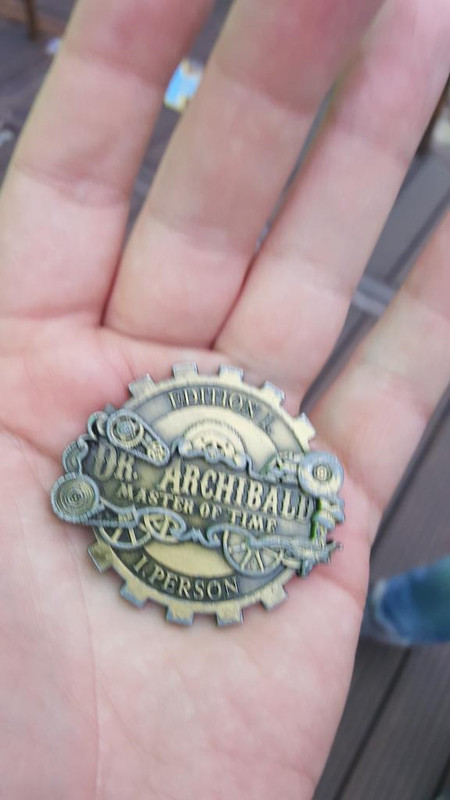 EDITION 1.
DR. ARCHIBALD
MASTER OF TIME
1 PERSON